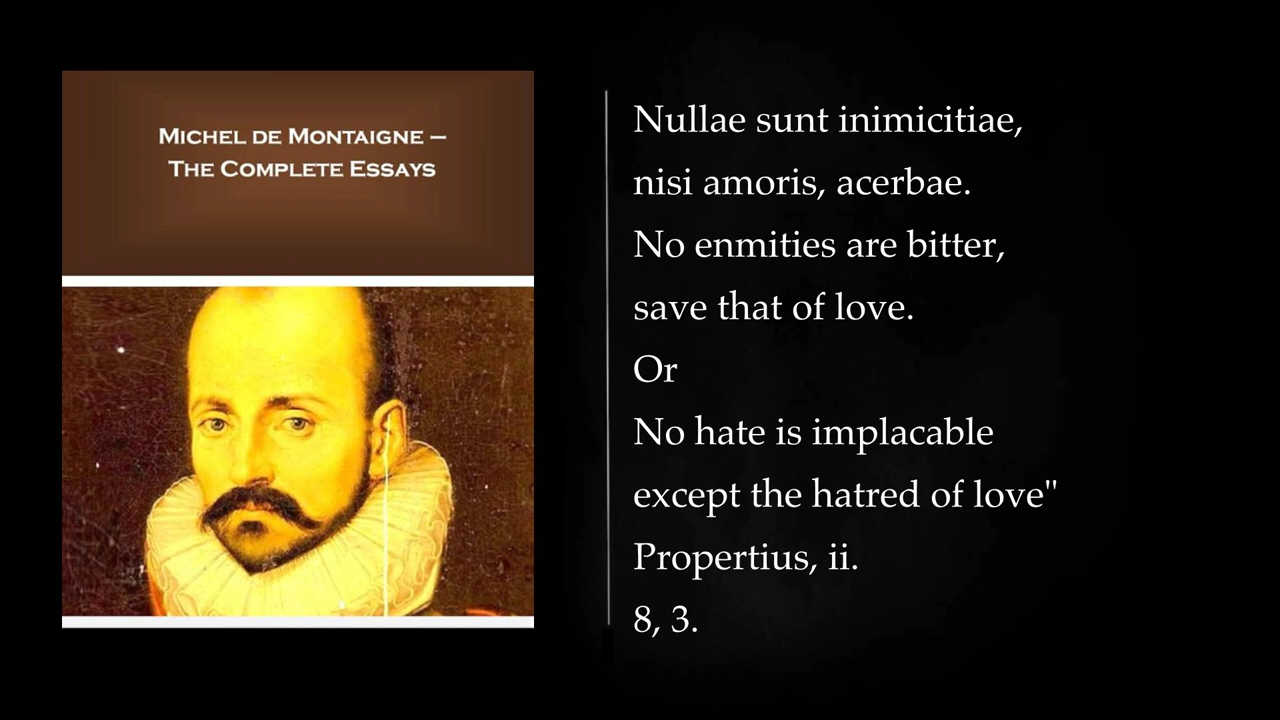 Michel de Montaigne –
The Complete Essays
Nullae sunt inimicitiae,
nisi amoris, acerbae.
No enmities are bitter,
save that of love.
Or
No hate is implacable
except the hatred of love"
Propertius, ii.
8, 3.